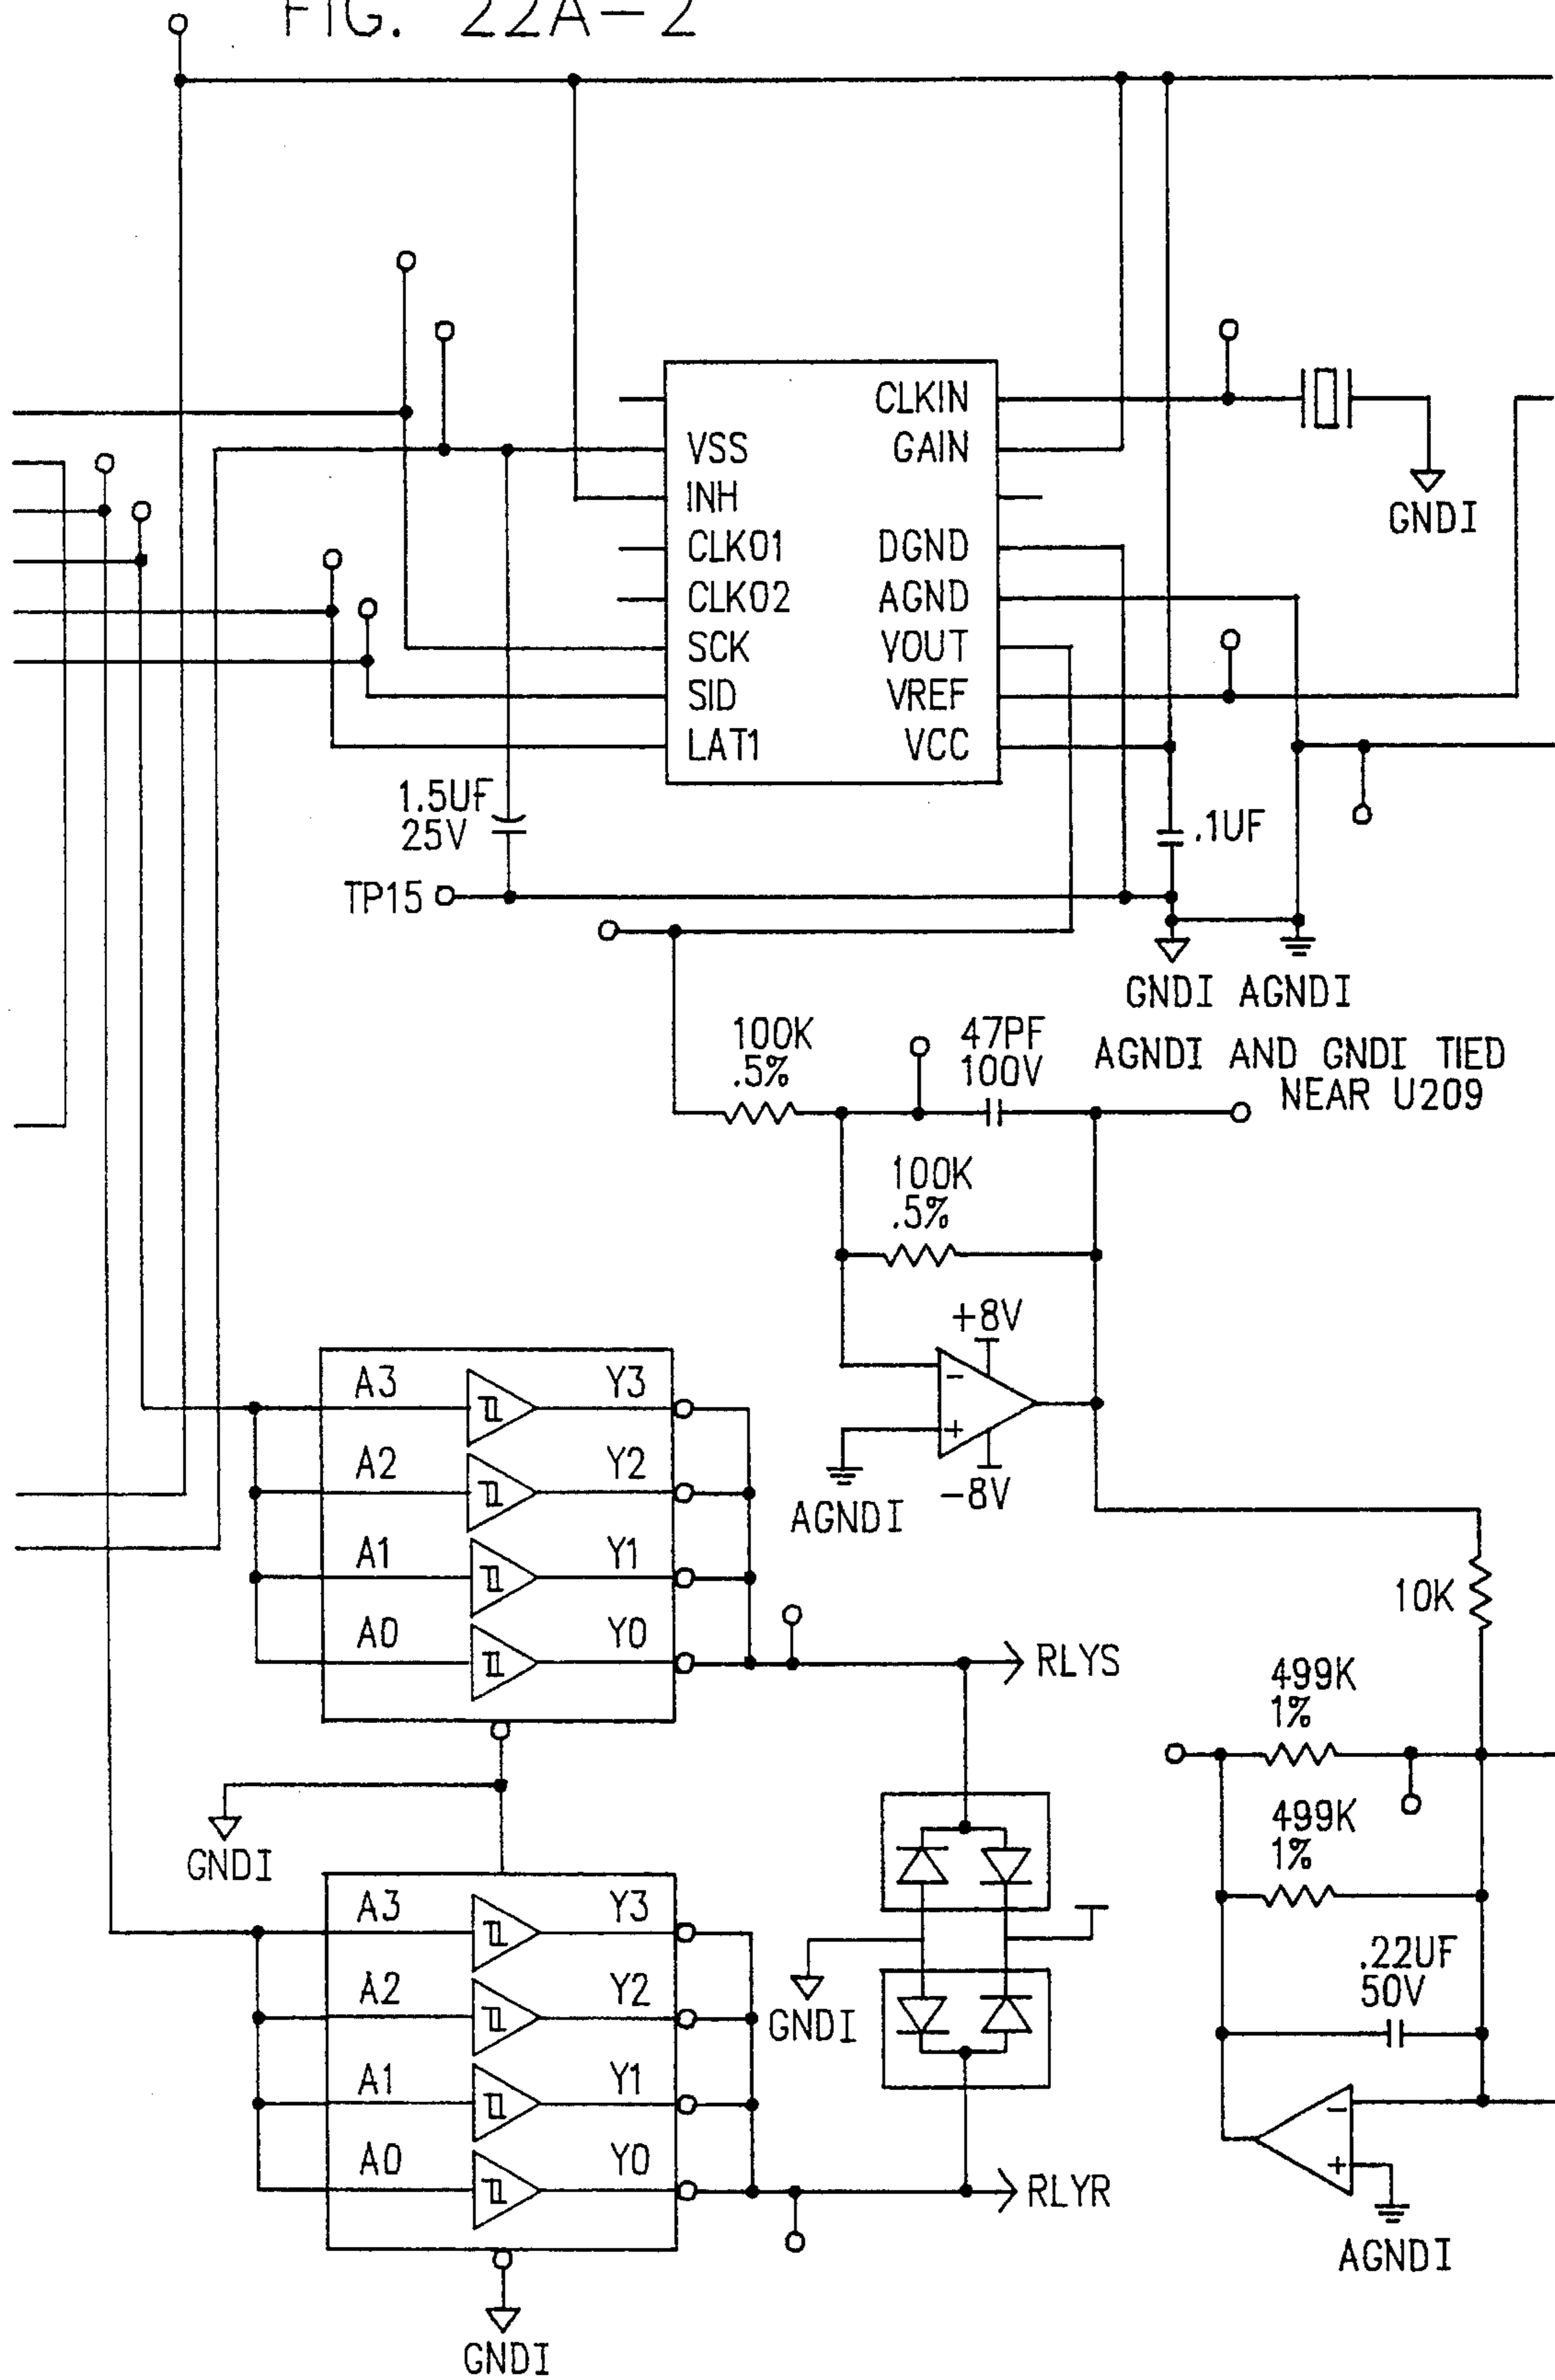 FIG. 22A-2
CLKIN
VSS GAIN
INH
GNDI
CLKO1 DGND
CLKO2 AGND
SCK VOUT
SID VREF
LAT1 VCC
1.5UF
25V
.1UF
TP15
GNDI AGNDI
100K
.5%
47PF
100V
AGNDI AND GNDI TIED
NEAR U209
100K
.5%
+8V
-
+
-8V
AGNDI
A3 Y3
A2 Y2
A1 Y1
A0 Y0
10K
RLYS
499K
1%
GNDI
499K
1%
A3 Y3
A2 Y2
A1 Y1
A0 Y0
GNDI
.22UF
50V
-
+
RLYR
AGNDI
GNDI